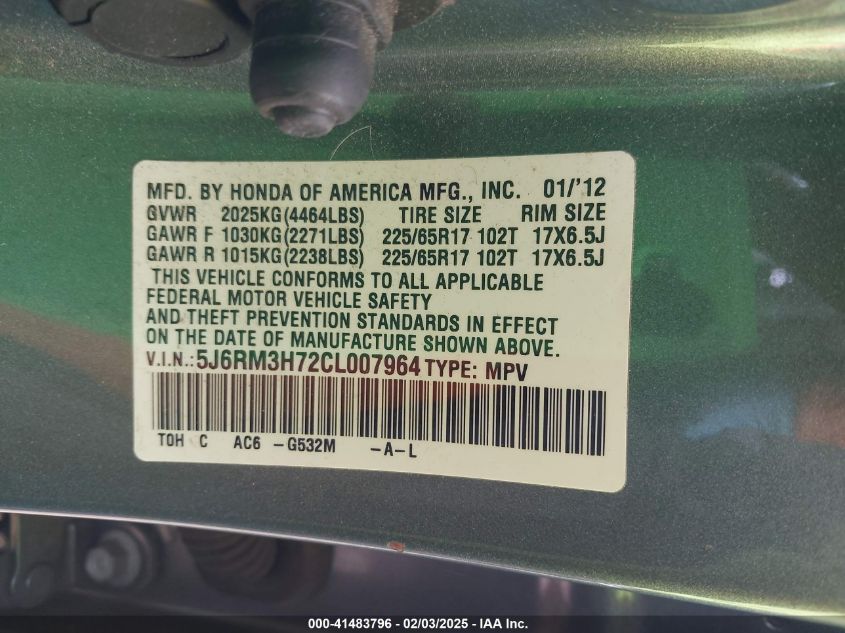 MFD. BY HONDA OF AMERICA MFG., INC. 01/'12
GVWR 2025KG(4464LBS) TIRE SIZE RIM SIZE
GAWR F 1030KG(2271LBS) 225/65R17 102T 17X6.5J
GAWR R 1015KG(2238LBS) 225/65R17 102T 17X6.5J
THIS VEHICLE CONFORMS TO ALL APPLICABLE
FEDERAL MOTOR VEHICLE SAFETY
AND THEFT PREVENTION STANDARDS IN EFFECT
ON THE DATE OF MANUFACTURE SHOWN ABOVE.
V.I.N.: 5J6RM3H72CL007964 TYPE: MPV
TOH C AC6 -G532M -A-L
000-41483796 - 02/03/2025 - IAA Inc.